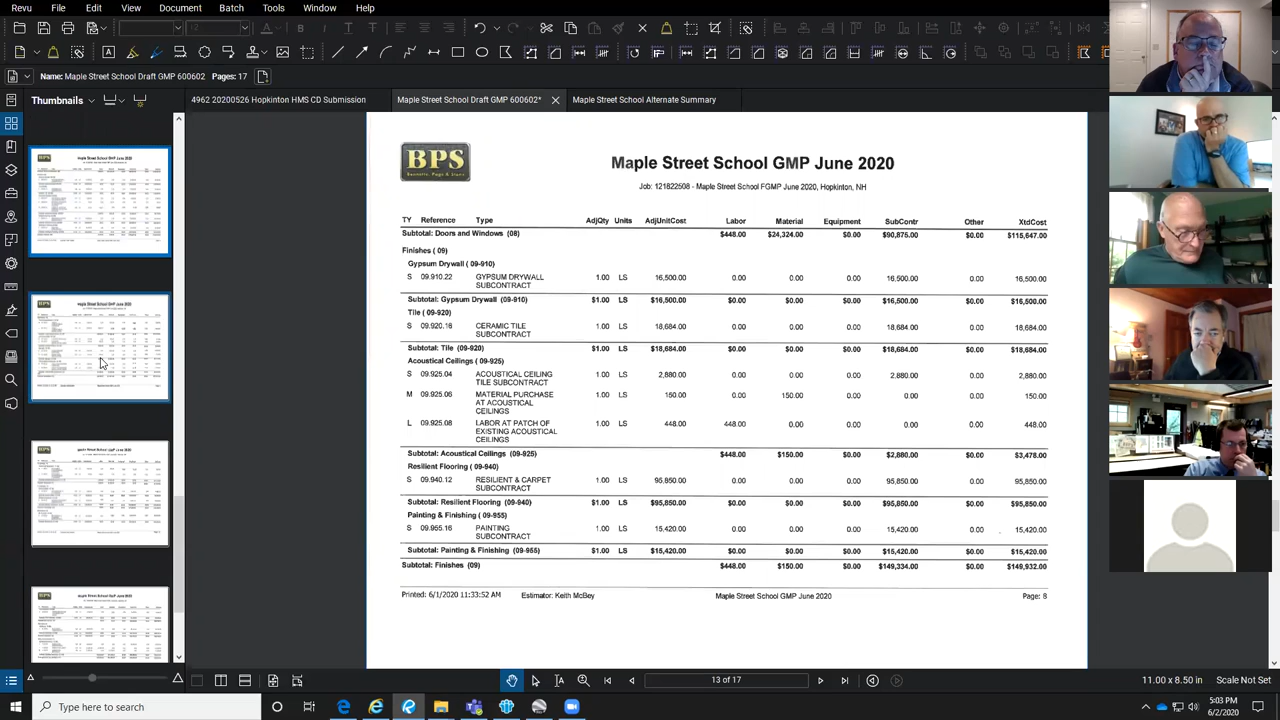 Revu File Edit View Document Batch Tools Window Help
Name: Maple Street School Draft GMP 600602 Pages: 17
Thumbnails
4962 20200526 Hopkinton HMS CD Submission Maple Street School Draft GMP 600602* Maple Street School Alternate Summary
BPS
Maple Street School GMP June 2020
Job: 121822508 - Maple Street School FGMP June 2020, Hopkinton, NH
TY Reference AdjQty Units AdjUnitCost Labor Material Equipment SubContr Other XtnCost
Subtotal: Doors and Windows (08) $448.00 $24,324.00 $0.00 $90,875.00 $0.00 $115,647.00
Finishes ( 09)
Gypsum Drywall ( 09-910)
S 09.910.22 GYPSUM DRYWALL 1.00 LS 16,500.00 0.00 0.00 0.00 16,500.00 0.00 16,500.00
SUBCONTRACT
Subtotal: Gypsum Drywall (09-910) $1.00 LS $16,500.00 $0.00 $0.00 $0.00 $16,500.00 $0.00 $16,500.00
Tile ( 09-920)
S 09.920.16 CERAMIC TILE 1.00 LS 18,684.00 0.00 0.00 0.00 18,684.00 0.00 18,684.00
SUBCONTRACT
Subtotal: Tile (09-920) $1.00 LS $18,684.00 $0.00 $0.00 $0.00 $18,684.00 $0.00 $18,684.00
Acoustical Ceilings ( 09-925)
S 09.925.04 ACOUSTICAL CEILING 1.00 LS 2,880.00 0.00 0.00 0.00 2,880.00 0.00 2,880.00
TILE SUBCONTRACT
M 09.925.06 MATERIAL PURCHASE 1.00 LS 150.00 0.00 150.00 0.00 0.00 0.00 150.00
AT ACOUSTICAL
CEILINGS
L 09.925.08 LABOR AT PATCH OF 1.00 LS 448.00 448.00 0.00 0.00 0.00 0.00 448.00
EXISTING ACOUSTICAL
CEILINGS
Subtotal: Acoustical Ceilings (09-925) $448.00 $150.00 $0.00 $2,880.00 $0.00 $3,478.00
Resilient Flooring ( 09-940)
S 09.940.12 RESILIENT & CARPET 1.00 LS 95,850.00 0.00 0.00 0.00 95,850.00 0.00 95,850.00
SUBCONTRACT
Subtotal: Resilient Flooring (09-940) $1.00 LS $95,850.00 $0.00 $0.00 $0.00 $95,850.00 $0.00 $95,850.00
Painting & Finishing ( 09-955)
S 09.955.16 PAINTING 1.00 LS 15,420.00 0.00 0.00 0.00 15,420.00 0.00 15,420.00
SUBCONTRACT
Subtotal: Painting & Finishing (09-955) $1.00 LS $15,420.00 $0.00 $0.00 $0.00 $15,420.00 $0.00 $15,420.00
Subtotal: Finishes (09) $448.00 $150.00 $0.00 $149,334.00 $0.00 $149,932.00
Printed: 6/1/2020 11:33:52 AM Estimator: Keith McBey Maple Street School GMP June 2020 Page: 8
13 of 17
11.00 x 8.50 in Scale Not Set
Type here to search
5:03 PM
6/2/2020